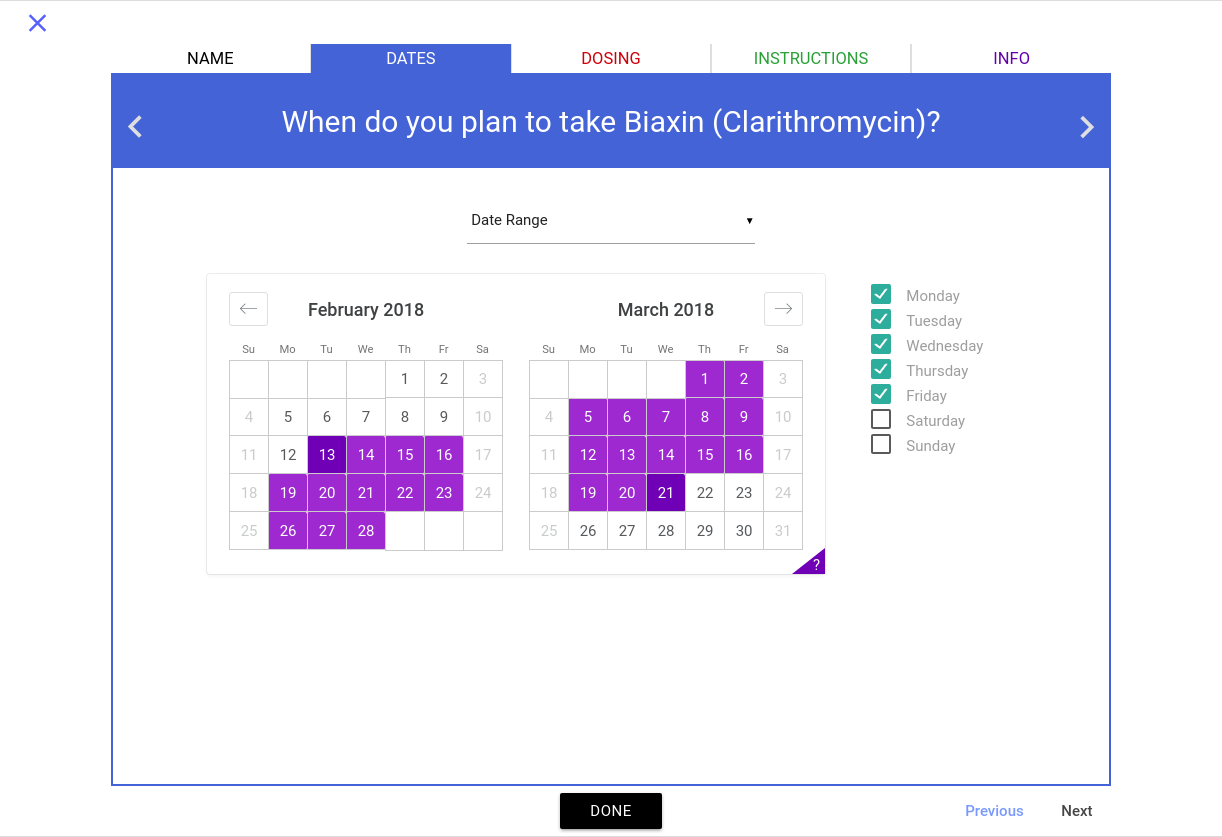 NAME DATES DOSING INSTRUCTIONS INFO
When do you plan to take Biaxin (Clarithromycin)?
Date Range
February 2018
Su Mo Tu We Th Fr Sa
1 2 3
4 5 6 7 8 9 10
11 12 13 14 15 16 17
18 19 20 21 22 23 24
25 26 27 28
March 2018
Su Mo Tu We Th Fr Sa
1 2 3
4 5 6 7 8 9 10
11 12 13 14 15 16 17
18 19 20 21 22 23 24
25 26 27 28 29 30 31
?
Monday
Tuesday
Wednesday
Thursday
Friday
Saturday
Sunday
DONE
Previous Next